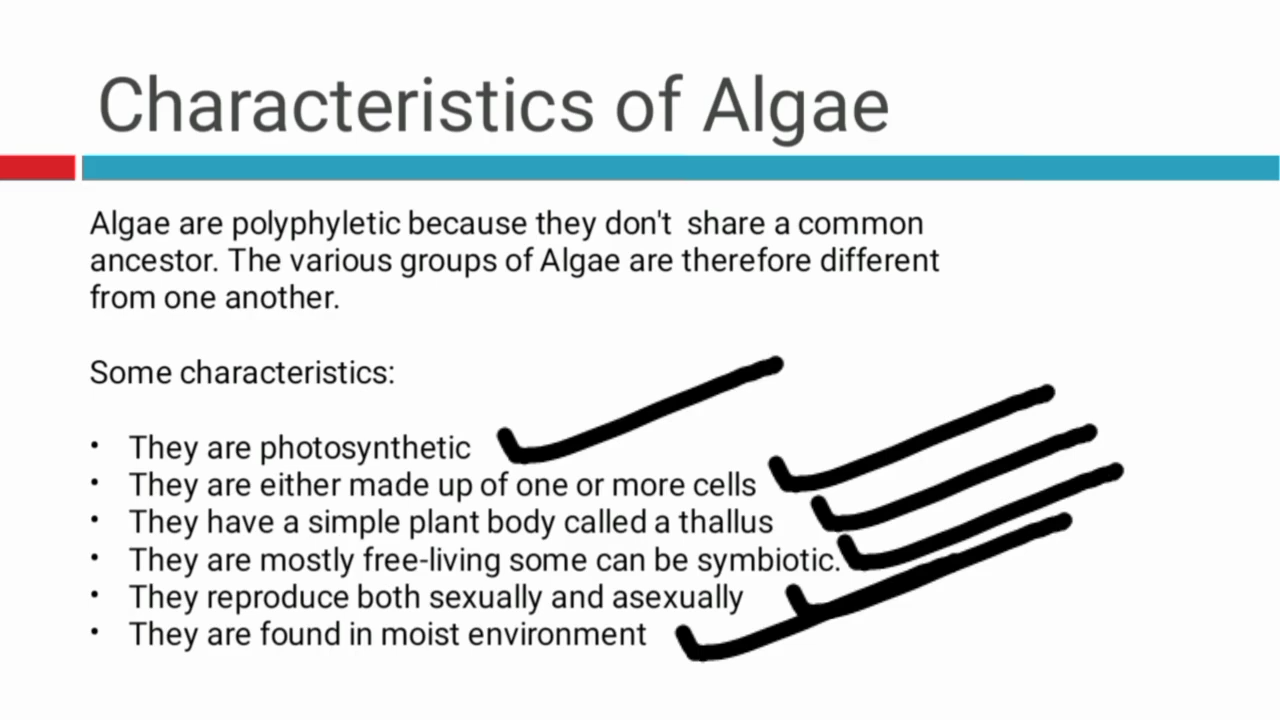 Characteristics of Algae
Algae are polyphyletic because they don't share a common
ancestor. The various groups of Algae are therefore different
from one another.
Some characteristics:
• They are photosynthetic
• They are either made up of one or more cells
• They have a simple plant body called a thallus
• They are mostly free-living some can be symbiotic.
• They reproduce both sexually and asexually
• They are found in moist environment